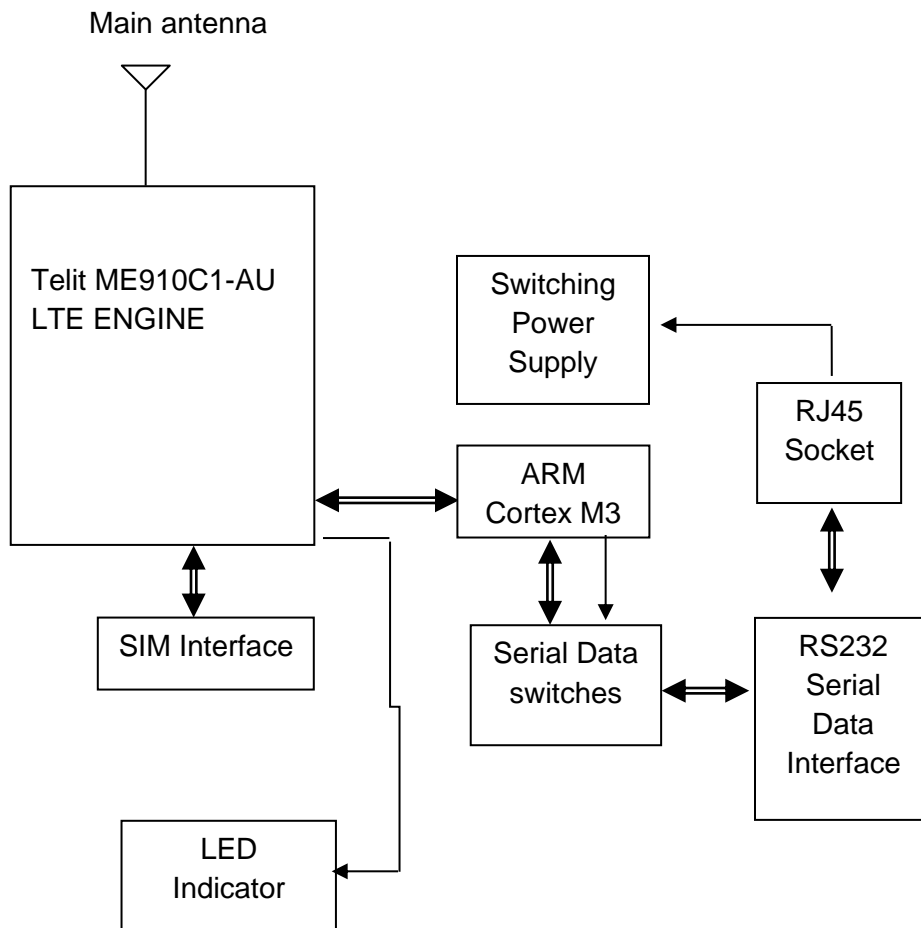 Main antenna
Telit ME910C1-AU
LTE ENGINE
Switching
Power
Supply
RJ45
Socket
ARM
Cortex M3
SIM Interface
Serial Data
switches
RS232
Serial
Data
Interface
LED
Indicator